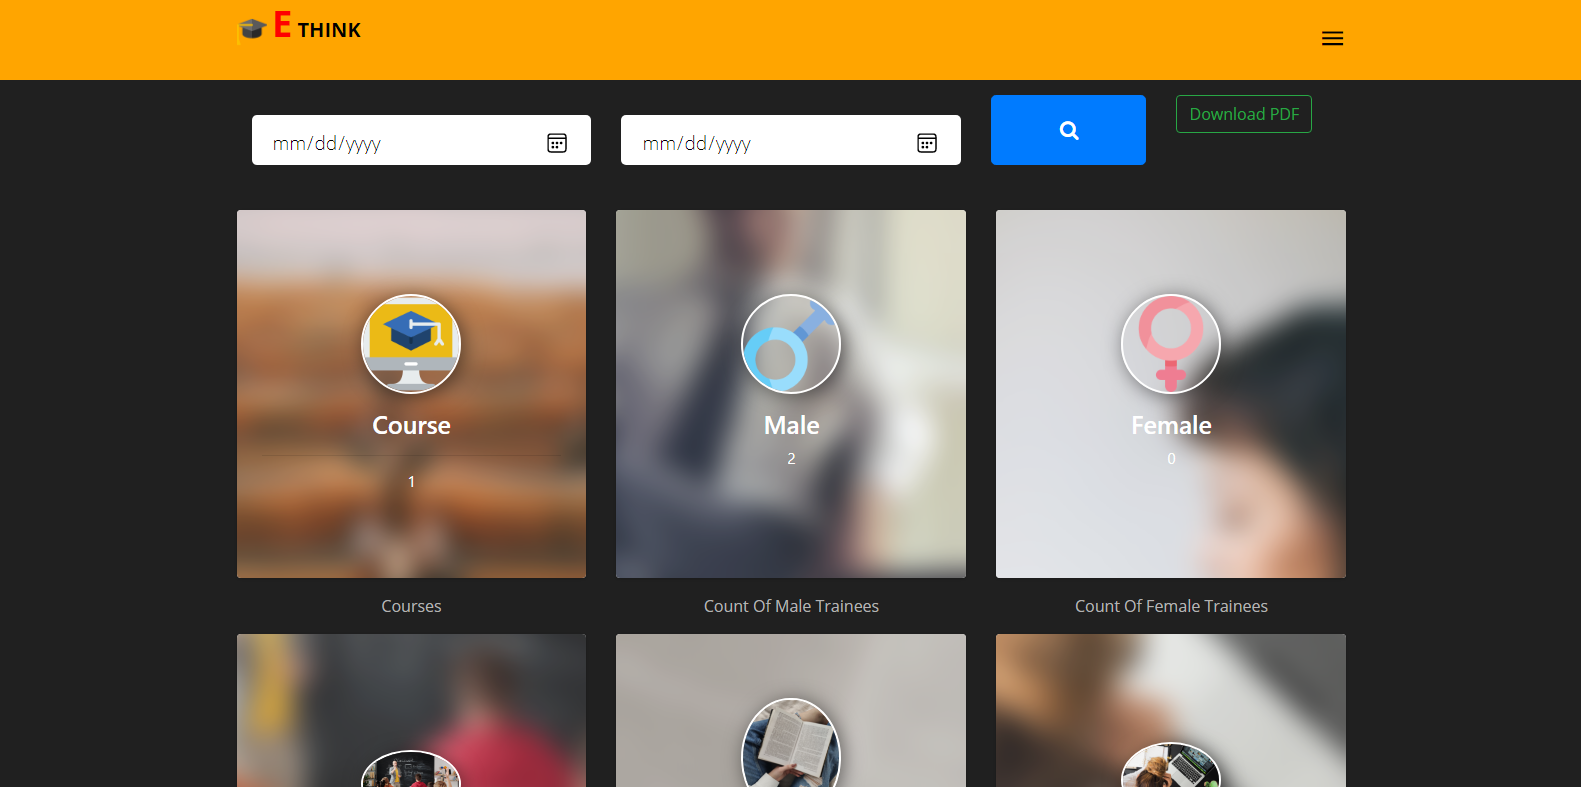 E THINK
mm/dd/yyyy mm/dd/yyyy Download PDF
Course Male Female
1 2 0
Courses Count Of Male Trainees Count Of Female Trainees